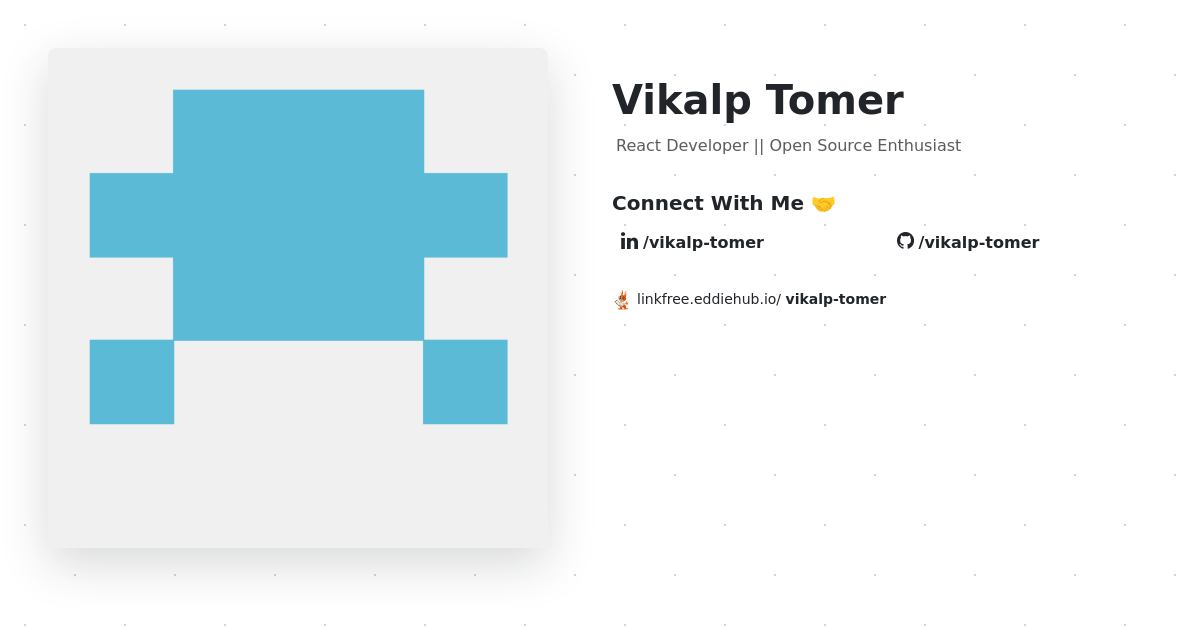 Vikalp Tomer
React Developer || Open Source Enthusiast
Connect With Me 🤝
/vikalp-tomer
/vikalp-tomer
linkfree.eddiehub.io/ vikalp-tomer